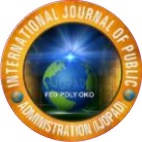 INTERNATIONAL JOURNAL OF PUBLIC
FED POLY OKO
ADMINISTRATION (IJOPAD)